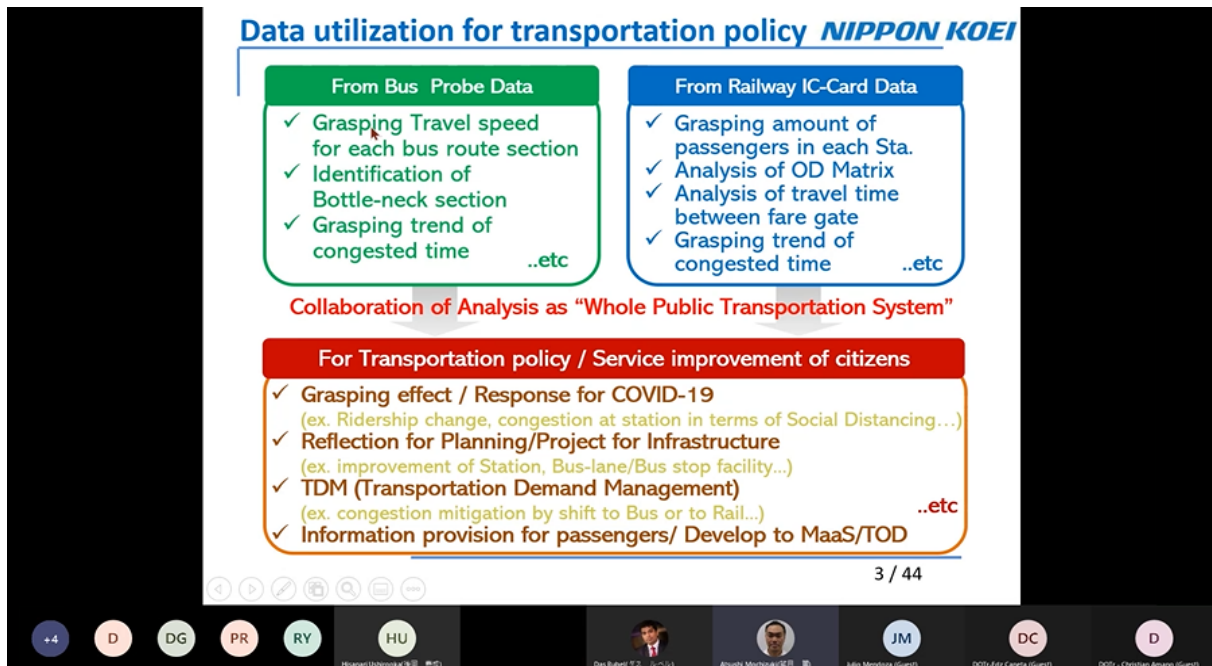 Data utilization for transportation policy NIPPON KOEI
From Bus Probe Data
✓ Grasping Travel speed
for each bus route section
✓ Identification of
Bottle-neck section
✓ Grasping trend of
congested time
..etc
From Railway IC-Card Data
✓ Grasping amount of
passengers in each Sta.
✓ Analysis of OD Matrix
✓ Analysis of travel time
between fare gate
✓ Grasping trend of
congested time
..etc
Collaboration of Analysis as “Whole Public Transportation System”
For Transportation policy / Service improvement of citizens
✓ Grasping effect / Response for COVID-19
(ex. Ridership change, congestion at station in terms of Social Distancing...)
✓ Reflection for Planning/Project for Infrastructure
(ex. improvement of Station, Bus-lane/Bus stop facility...)
✓ TDM (Transportation Demand Management)
(ex. congestion mitigation by shift to Bus or to Rail...)
✓ Information provision for passengers/ Develop to MaaS/TOD
..etc
3 / 44
+4 D DG PR RY HU JM DC D
Das Rubel
Atsushi Mochizuki
Julio Mendoza (Guest)